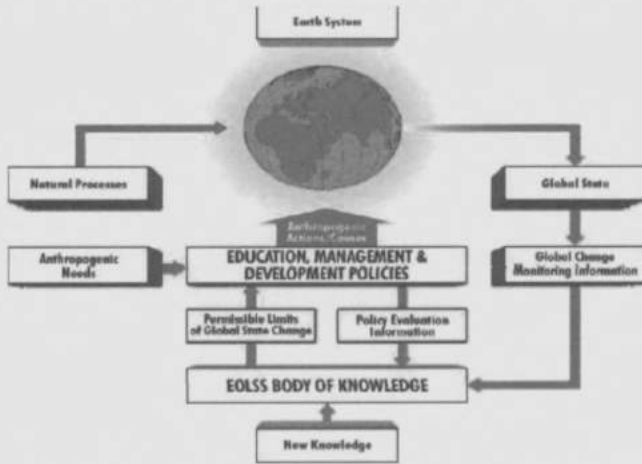 Earth System
Natural Processes
Global State
Anthropogenic
Actions/Causes
Anthropogenic
Needs
EDUCATION, MANAGEMENT &
DEVELOPMENT POLICIES
Global Change
Monitoring Information
Permissible Limits
of Global State Change
Policy Evaluation
Information
EOLSS BODY OF KNOWLEDGE
New Knowledge